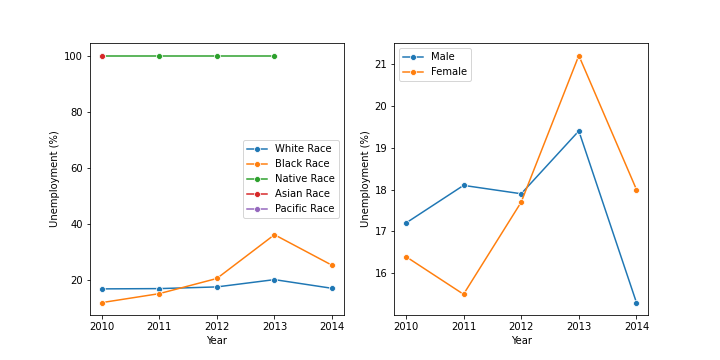 100
80
60
40
20
Unemployment (%)
2010 2011 2012 2013 2014
Year
White Race
Black Race
Native Race
Asian Race
Pacific Race
21
20
19
18
17
16
Unemployment (%)
2010 2011 2012 2013 2014
Year
Male
Female